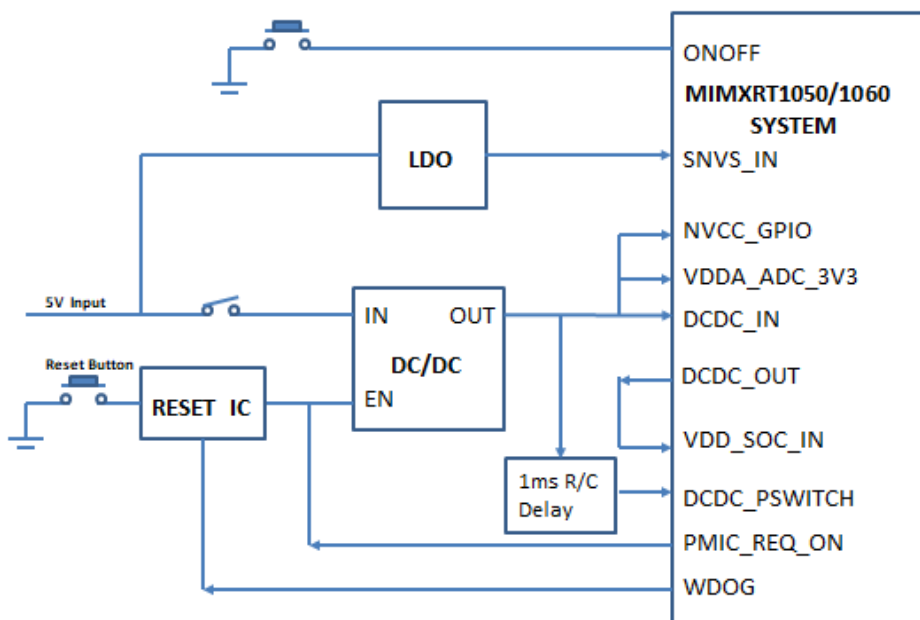 ONOFF
MIMXRT1050/1060
SYSTEM
LDO
SNVS_IN
NVCC_GPIO
VDDA_ADC_3V3
5V Input
IN
OUT
DCDC_IN
DC/DC
Reset Button
EN
RESET IC
DCDC_OUT
VDD_SOC_IN
1ms R/C
Delay
DCDC_PSWITCH
PMIC_REQ_ON
WDOG